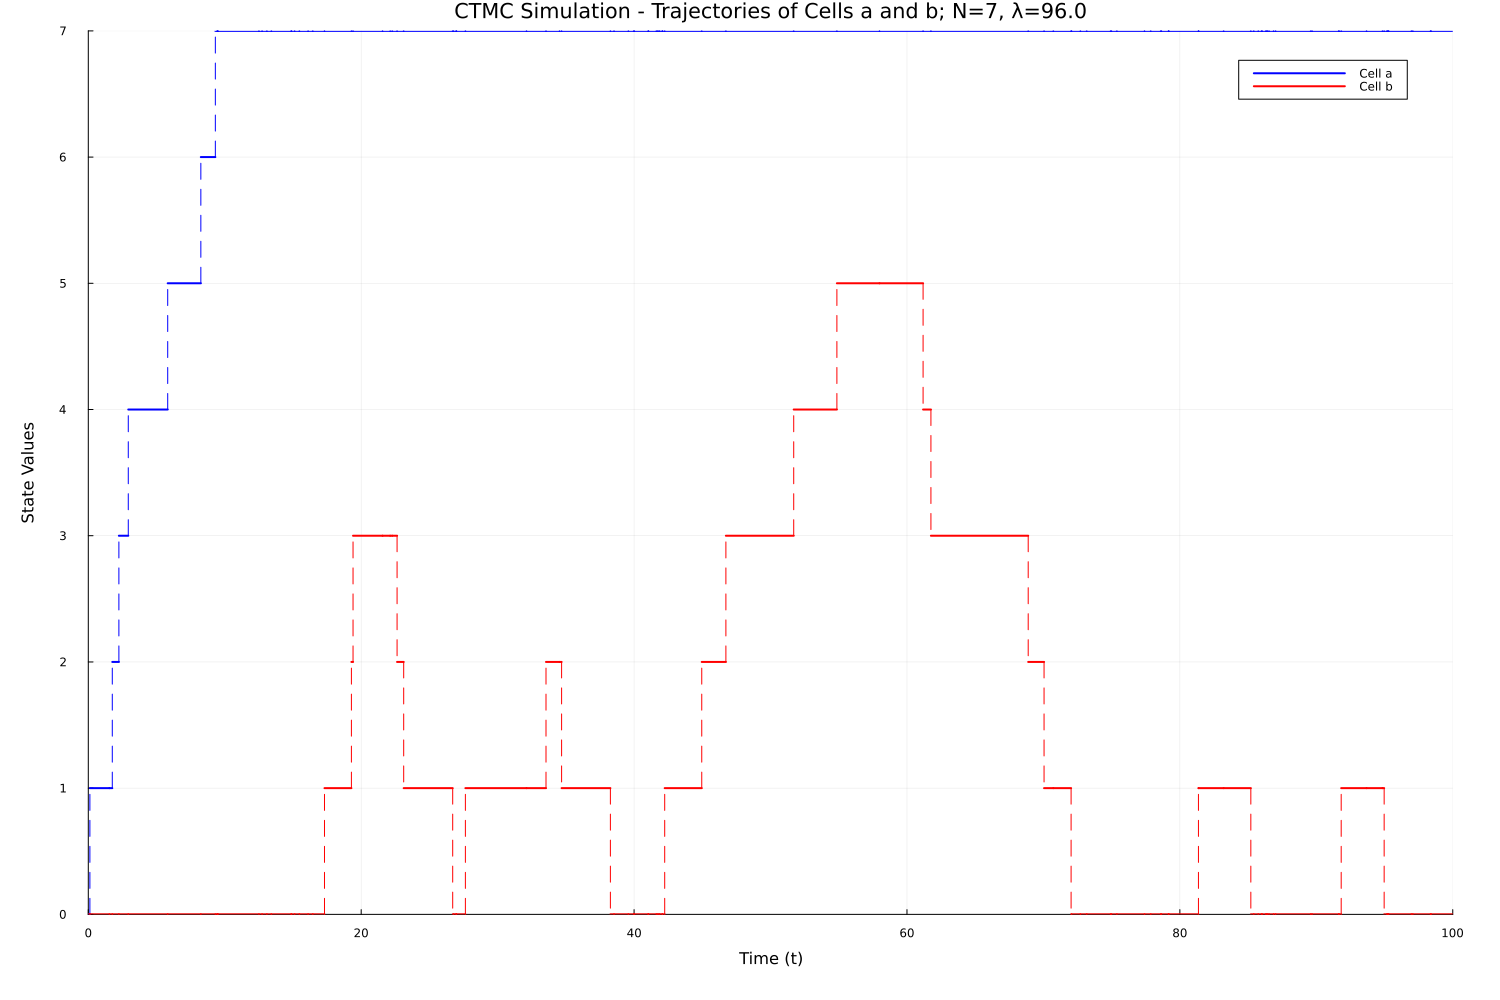 CTMC Simulation - Trajectories of Cells a and b; N=7, λ=96.0
7
6
5
4
3
2
1
0
State Values
Cell a
Cell b
0 20 40 60 80 100
Time (t)